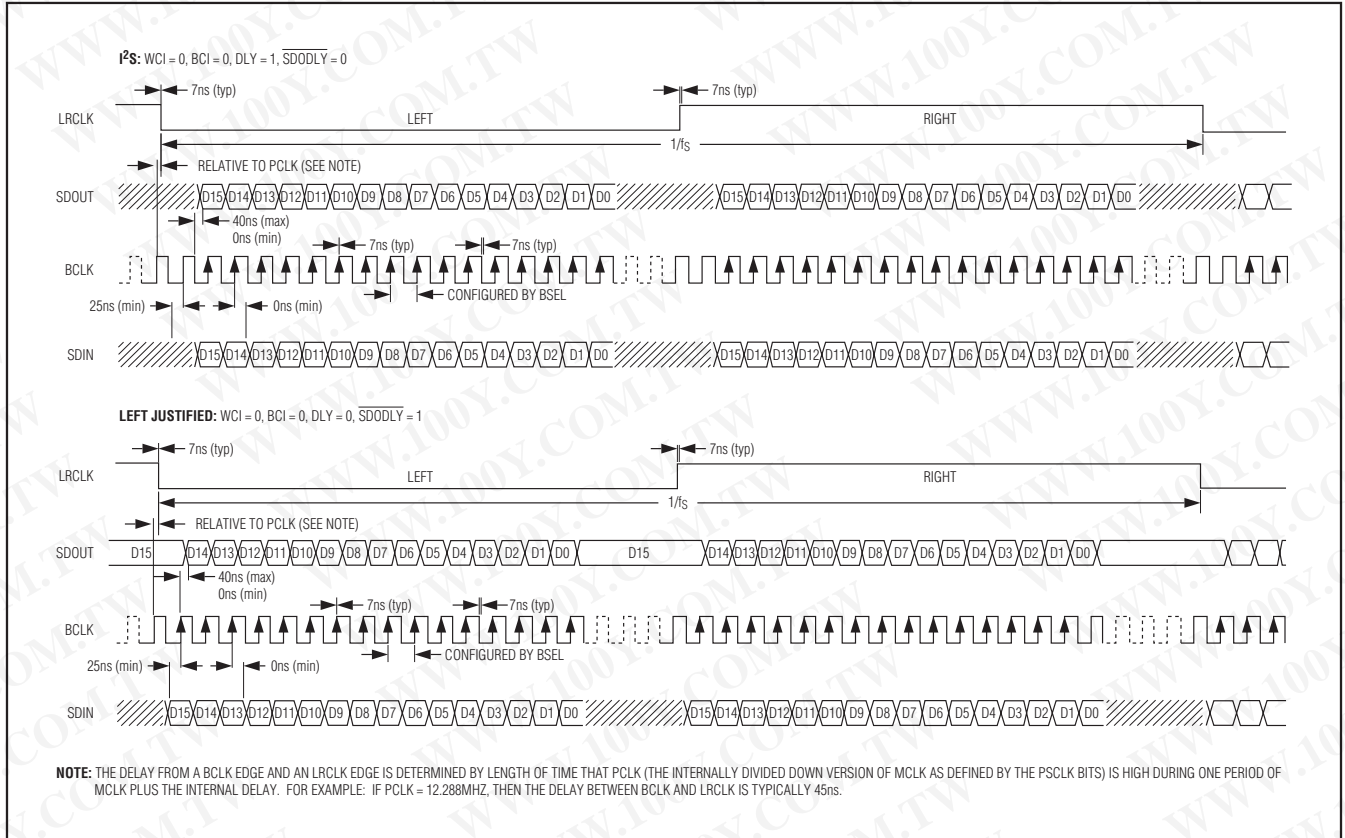 I²S: WCI = 0, BCI = 0, DLY = 1, SDODLY = 0
7ns (typ) 7ns (typ)
LRCLK LEFT RIGHT
1/fS
RELATIVE TO PCLK (SEE NOTE)
SDOUT D15 D14 D13 D12 D11 D10 D9 D8 D7 D6 D5 D4 D3 D2 D1 D0 D15 D14 D13 D12 D11 D10 D9 D8 D7 D6 D5 D4 D3 D2 D1 D0
40ns (max)
0ns (min)
7ns (typ) 7ns (typ)
BCLK
CONFIGURED BY BSEL
25ns (min) 0ns (min)
SDIN D15 D14 D13 D12 D11 D10 D9 D8 D7 D6 D5 D4 D3 D2 D1 D0 D15 D14 D13 D12 D11 D10 D9 D8 D7 D6 D5 D4 D3 D2 D1 D0
LEFT JUSTIFIED: WCI = 0, BCI = 0, DLY = 0, SDODLY = 1
7ns (typ) 7ns (typ)
LRCLK LEFT RIGHT
1/fS
RELATIVE TO PCLK (SEE NOTE)
SDOUT D15 D14 D13 D12 D11 D10 D9 D8 D7 D6 D5 D4 D3 D2 D1 D0 D15 D14 D13 D12 D11 D10 D9 D8 D7 D6 D5 D4 D3 D2 D1 D0
40ns (max)
0ns (min)
7ns (typ) 7ns (typ)
BCLK
CONFIGURED BY BSEL
25ns (min) 0ns (min)
SDIN D15 D14 D13 D12 D11 D10 D9 D8 D7 D6 D5 D4 D3 D2 D1 D0 D15 D14 D13 D12 D11 D10 D9 D8 D7 D6 D5 D4 D3 D2 D1 D0
NOTE: THE DELAY FROM A BCLK EDGE AND AN LRCLK EDGE IS DETERMINED BY LENGTH OF TIME THAT PCLK (THE INTERNALLY DIVIDED DOWN VERSION OF MCLK AS DEFINED BY THE PSCLK BITS) IS HIGH DURING ONE PERIOD OF
MCLK PLUS THE INTERNAL DELAY. FOR EXAMPLE: IF PCLK = 12.288MHZ, THEN THE DELAY BETWEEN BCLK AND LRCLK IS TYPICALLY 45ns.
WWW.100Y.COM.TW